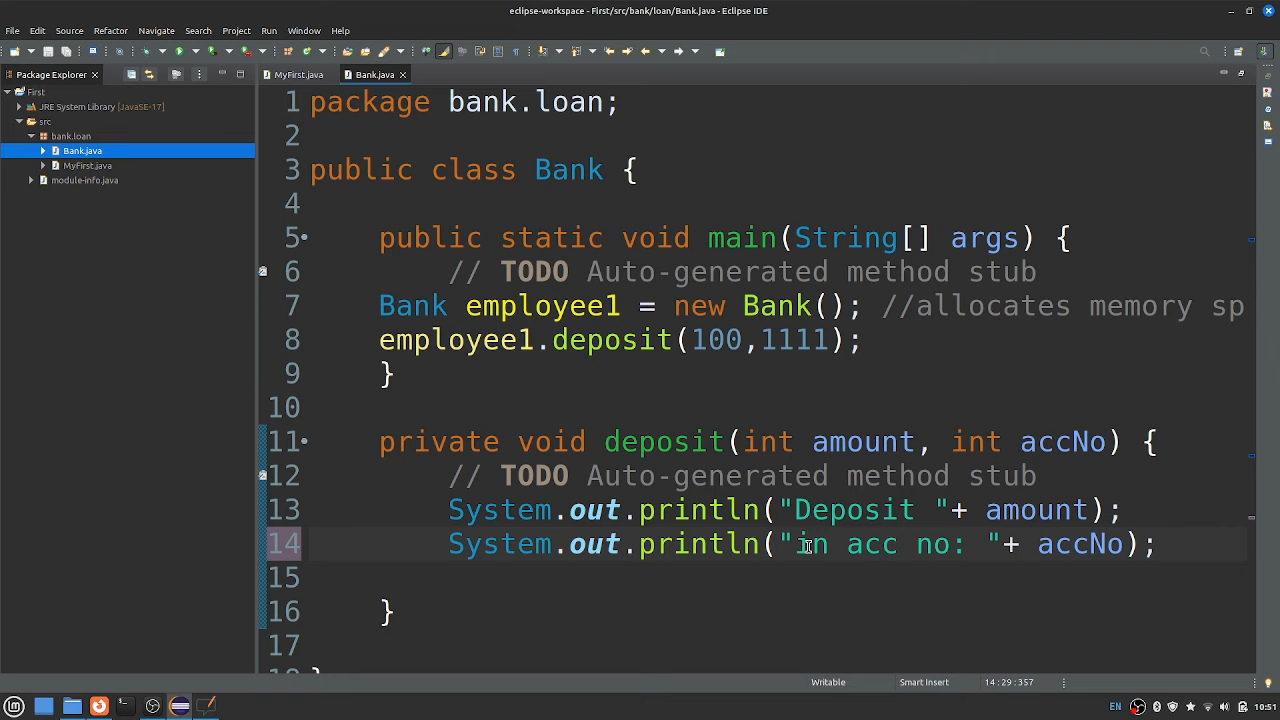 eclipse-workspace - First/src/bank/loan/Bank.java - Eclipse IDE
File Edit Source Refactor Navigate Search Project Run Window Help
Package Explorer
MyFirst.java
Bank.java
First
JRE System Library [JavaSE-17]
src
bank.loan
Bank.java
MyFirst.java
module-info.java
1 package bank.loan;
2
3 public class Bank {
4
5 public static void main(String[] args) {
6 // TODO Auto-generated method stub
7 Bank employee1 = new Bank(); //allocates memory sp
8 employee1.deposit(100,1111);
9 }
10
11 private void deposit(int amount, int accNo) {
12 // TODO Auto-generated method stub
13 System.out.println("Deposit "+ amount);
14 System.out.println("in acc no: "+ accNo);
15
16 }
17
18 }
Writable Smart Insert 14:29:357
EN 10:51